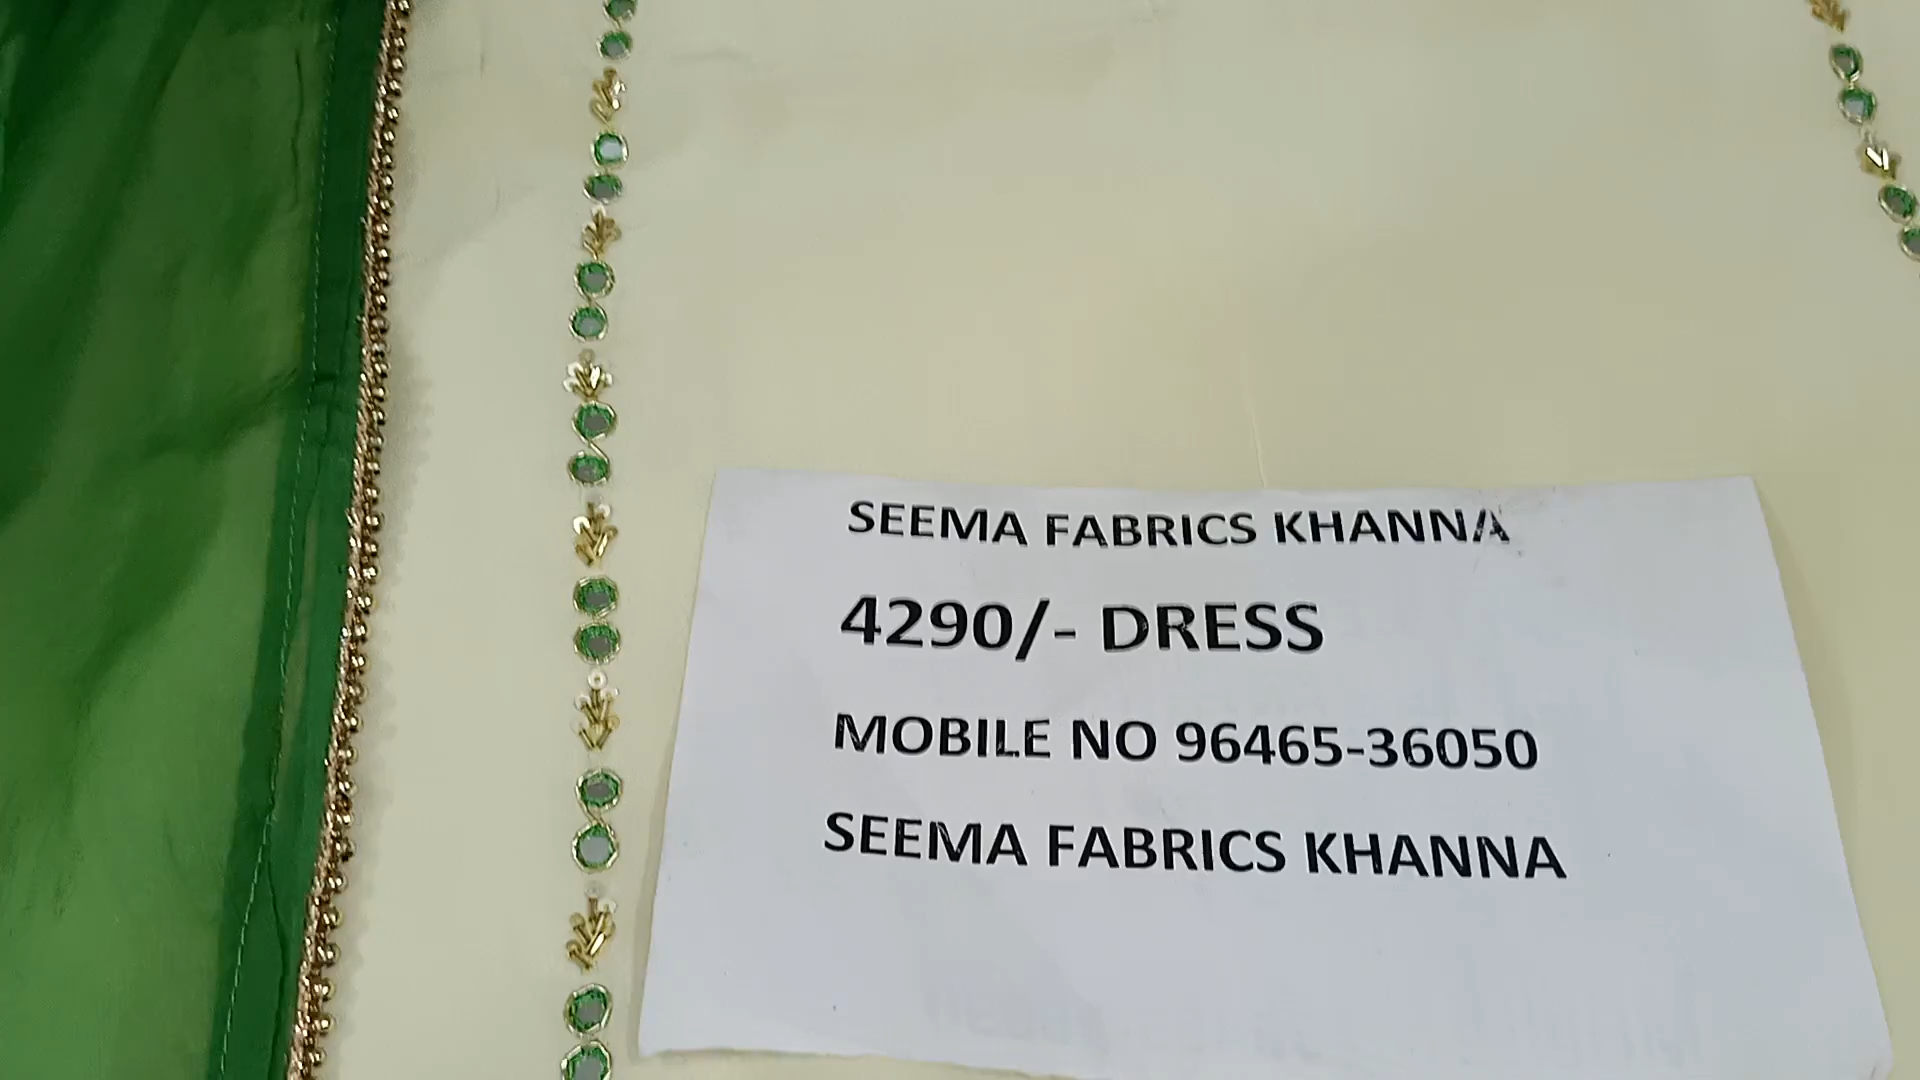 SEEMA FABRICS KHANNA
4290/- DRESS
MOBILE NO 96465-36050
SEEMA FABRICS KHANNA